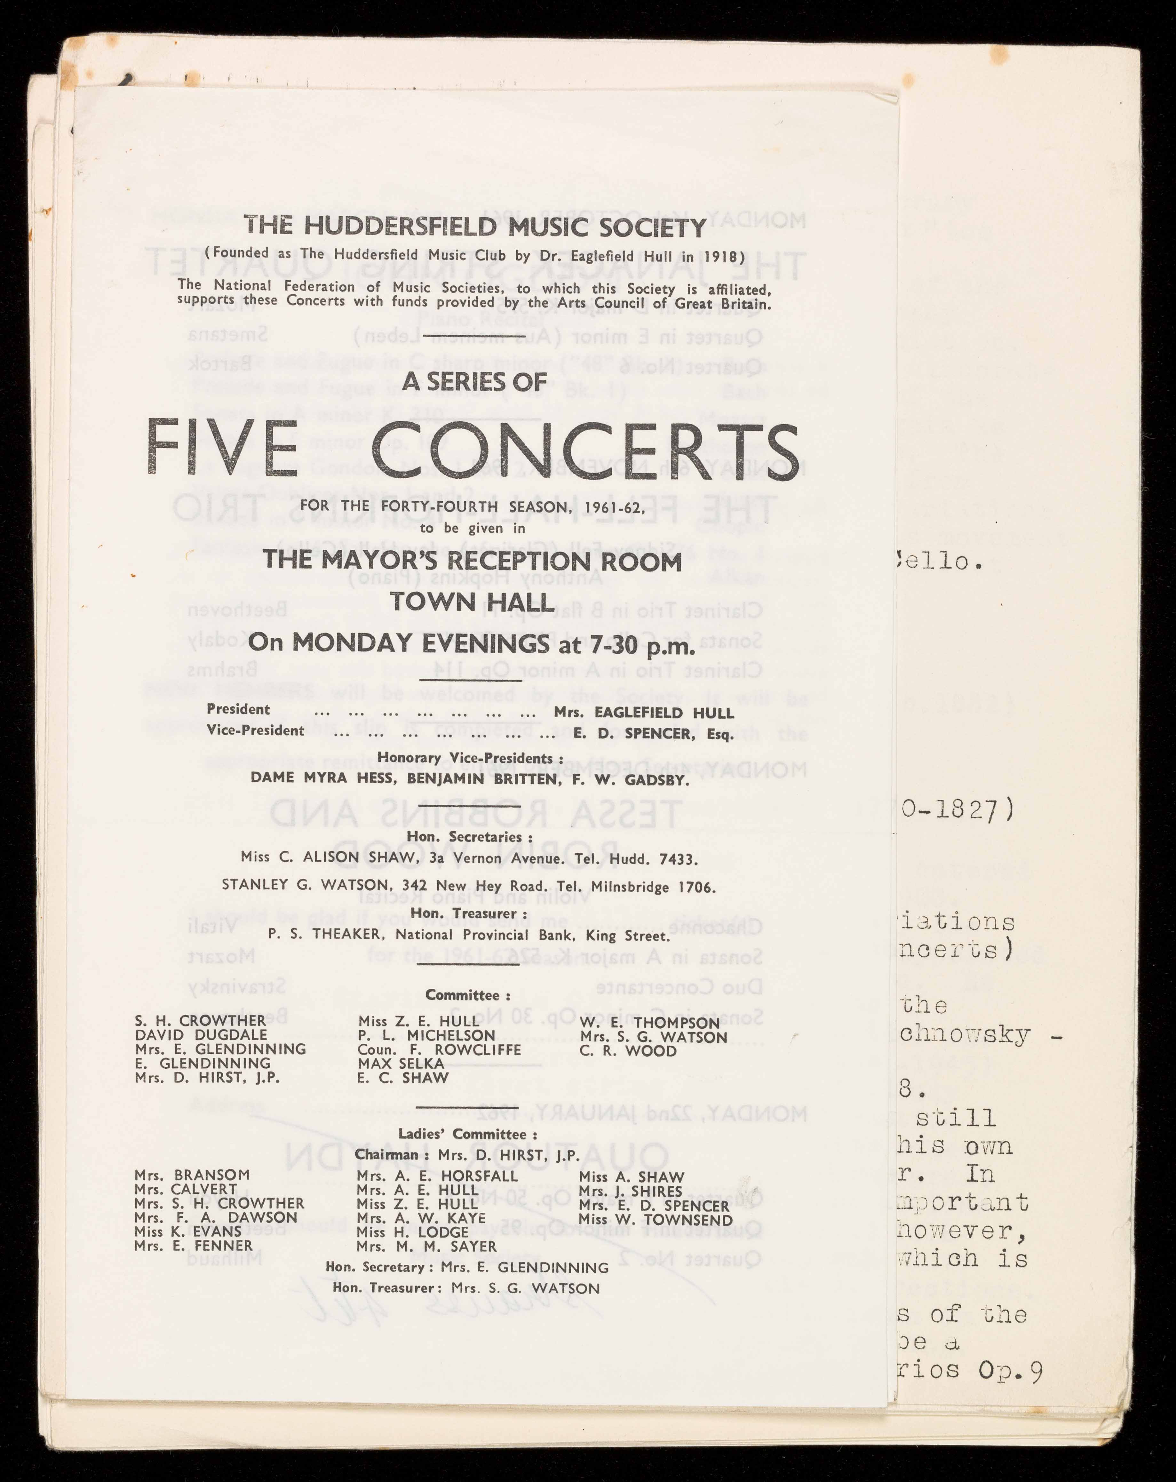 THE HUDDERSFIELD MUSIC SOCIETY
(Founded as The Huddersfield Music Club by Dr. Eaglefield Hull in 1918)
The National Federation of Music Societies, to which this Society is affiliated,
supports these Concerts with funds provided by the Arts Council of Great Britain.
A SERIES OF
FIVE CONCERTS
FOR THE FORTY-FOURTH SEASON, 1961-62,
to be given in
THE MAYOR'S RECEPTION ROOM
TOWN HALL
On MONDAY EVENINGS at 7-30 p.m.
President ... ... ... ... ... ... ... Mrs. EAGLEFIELD HULL
Vice-President ... ... ... ... ... ... ... E. D. SPENCER, Esq.
Honorary Vice-Presidents :
DAME MYRA HESS, BENJAMIN BRITTEN, F. W. GADSBY.
Hon. Secretaries :
Miss C. ALISON SHAW, 3a Vernon Avenue. Tel. Hudd. 7433.
STANLEY G. WATSON, 342 New Hey Road. Tel. Milnsbridge 1706.
Hon. Treasurer :
P. S. THEAKER, National Provincial Bank, King Street.
Committee :
S. H. CROWTHER
DAVID DUGDALE
Mrs. E. GLENDINNING
E. GLENDINNING
Mrs. D. HIRST, J.P.
Miss Z. E. HULL
P. L. MICHELSON
Coun. F. ROWCLIFFE
MAX SELKA
E. C. SHAW
W. E. THOMPSON
Mrs. S. G. WATSON
C. R. WOOD
Ladies' Committee :
Chairman : Mrs. D. HIRST, J.P.
Mrs. BRANSOM
Mrs. CALVERT
Mrs. S. H. CROWTHER
Mrs. F. A. DAWSON
Miss K. EVANS
Mrs. E. FENNER
Mrs. A. E. HORSFALL
Mrs. A. E. HULL
Miss Z. E. HULL
Mrs. A. W. KAYE
Miss H. LODGE
Mrs. M. M. SAYER
Miss A. SHAW
Mrs. J. SHIRES
Mrs. E. D. SPENCER
Miss W. TOWNSEND
Hon. Secretary : Mrs. E. GLENDINNING
Hon. Treasurer : Mrs. S. G. WATSON
ello.
0-1827)
iations
ncerts)
the
chnowsky -
8.
still
his own
r. In
mportant
however,
which is
s of the
be a
rios Op.9